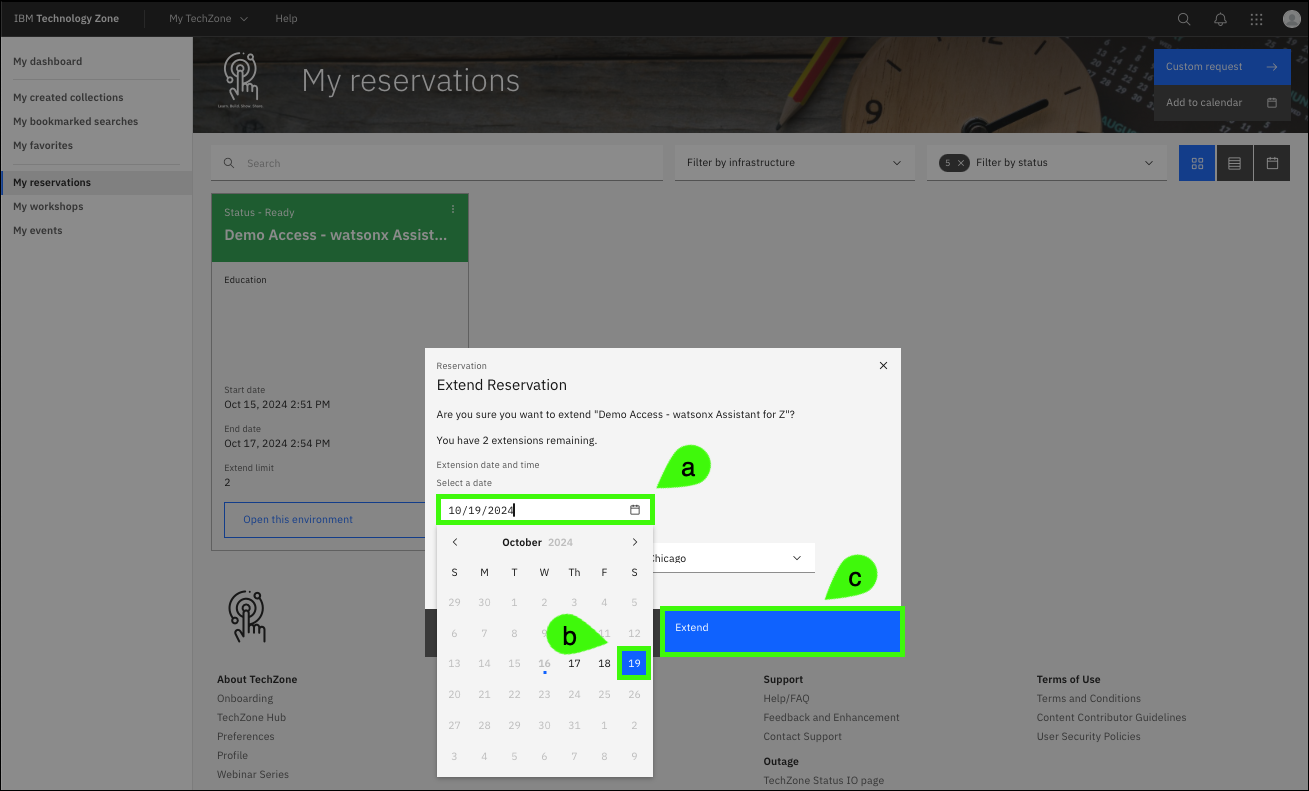 IBM Technology Zone
My TechZone
Help
My dashboard
My created collections
My bookmarked searches
My favorites
My reservations
My workshops
My events
Learn. Build. Show. Share.
My reservations
9
AUGUST
Custom request
Add to calendar
Search
Filter by infrastructure
5 × Filter by status
Status - Ready
Demo Access - watsonx Assist...
Education
Start date
Oct 15, 2024 2:51 PM
End date
Oct 17, 2024 2:54 PM
Extend limit
2
Open this environment
Reservation
Extend Reservation
Are you sure you want to extend "Demo Access - watsonx Assistant for Z"?
You have 2 extensions remaining.
Extension date and time
Select a date
a
10/19/2024
October 2024
S M T W Th F S
29 30 1 2 3 4 5
6 7 8 9 11 12
13 14 15 16 17 18 19
20 21 22 23 24 25 26
27 28 29 30 31 1 2
3 4 5 6 7 8 9
b
Chicago
c
Extend
About TechZone
Onboarding
TechZone Hub
Preferences
Profile
Webinar Series
Support
Help/FAQ
Feedback and Enhancement
Contact Support
Outage
TechZone Status IO page
Terms of Use
Terms and Conditions
Content Contributor Guidelines
User Security Policies